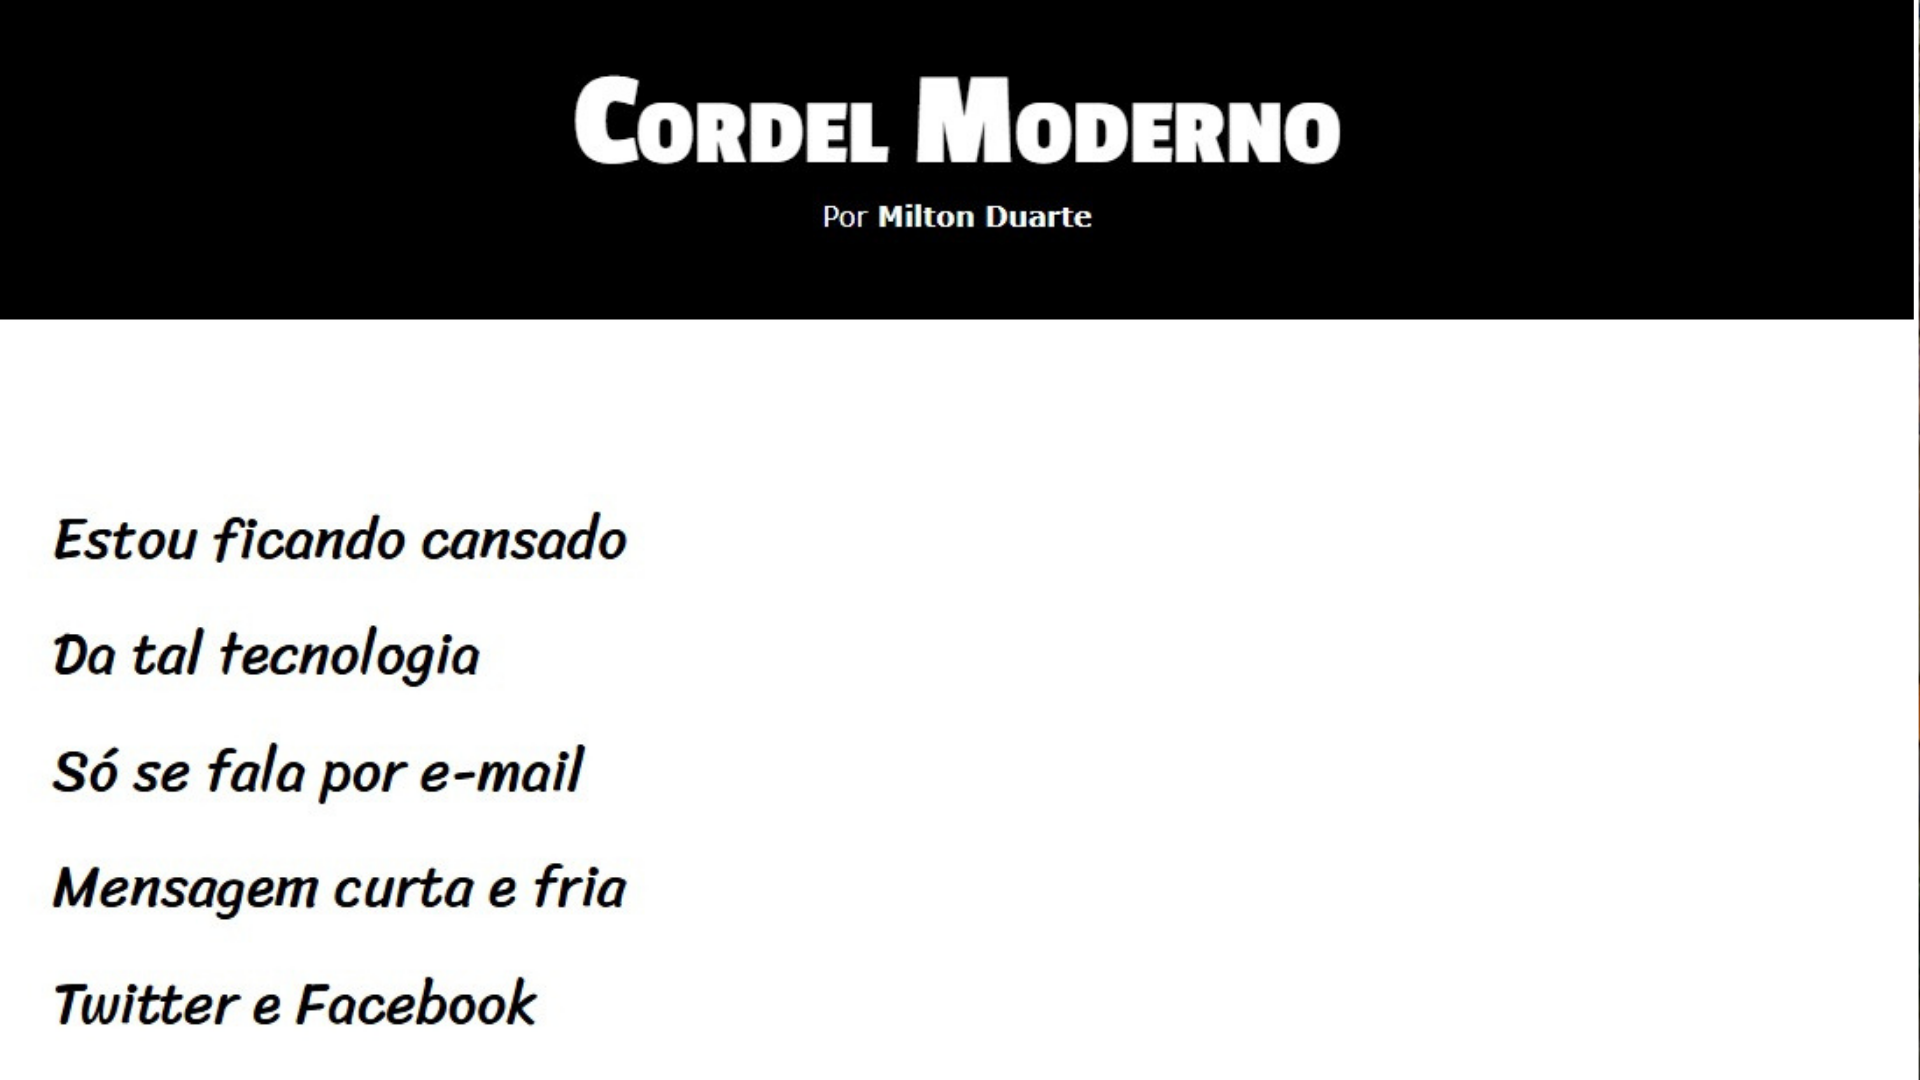 Cordel Moderno
Por Milton Duarte
Estou ficando cansado
Da tal tecnologia
Só se fala por e-mail
Mensagem curta e fria
Twitter e Facebook